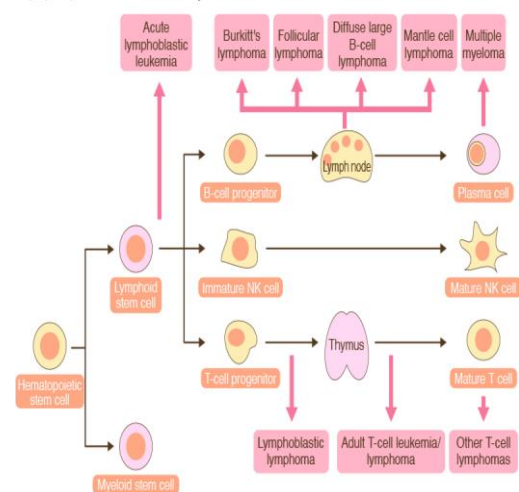 Acute
lymphoblastic
leukemia
Burkitt's
lymphoma
Follicular
lymphoma
Diffuse large
B-cell
lymphoma
Mantle cell
lymphoma
Multiple
myeloma
B-cell progenitor
Lymph node
Plasma cell
Lymphoid
stem cell
Immature NK cell
Mature NK cell
Hematopoietic
stem cell
T-cell progenitor
Thymus
Mature T cell
Myeloid stem cell
Lymphoblastic
lymphoma
Adult T-cell leukemia/
lymphoma
Other T-cell
lymphomas